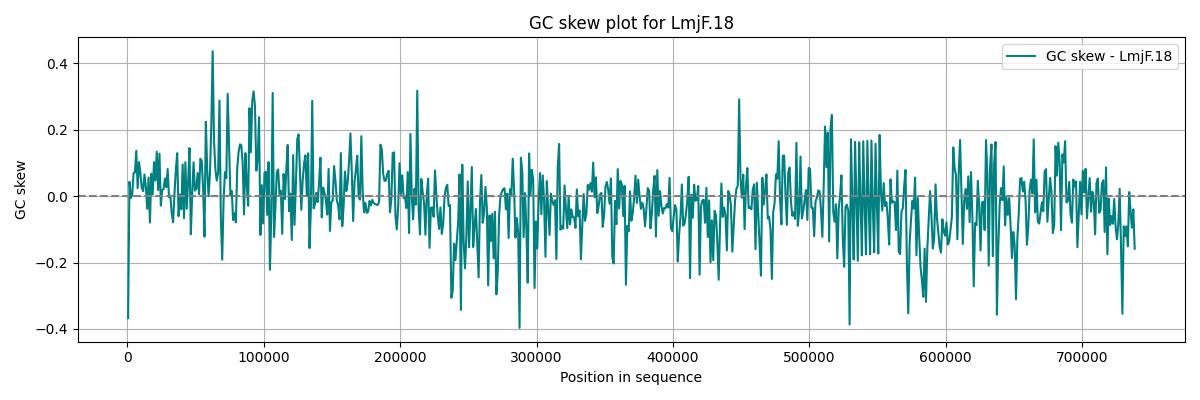 GC skew plot for LmjF.18
GC skew - LmjF.18
GC skew
0.4
0.2
0.0
−0.2
−0.4
0 100000 200000 300000 400000 500000 600000 700000
Position in sequence